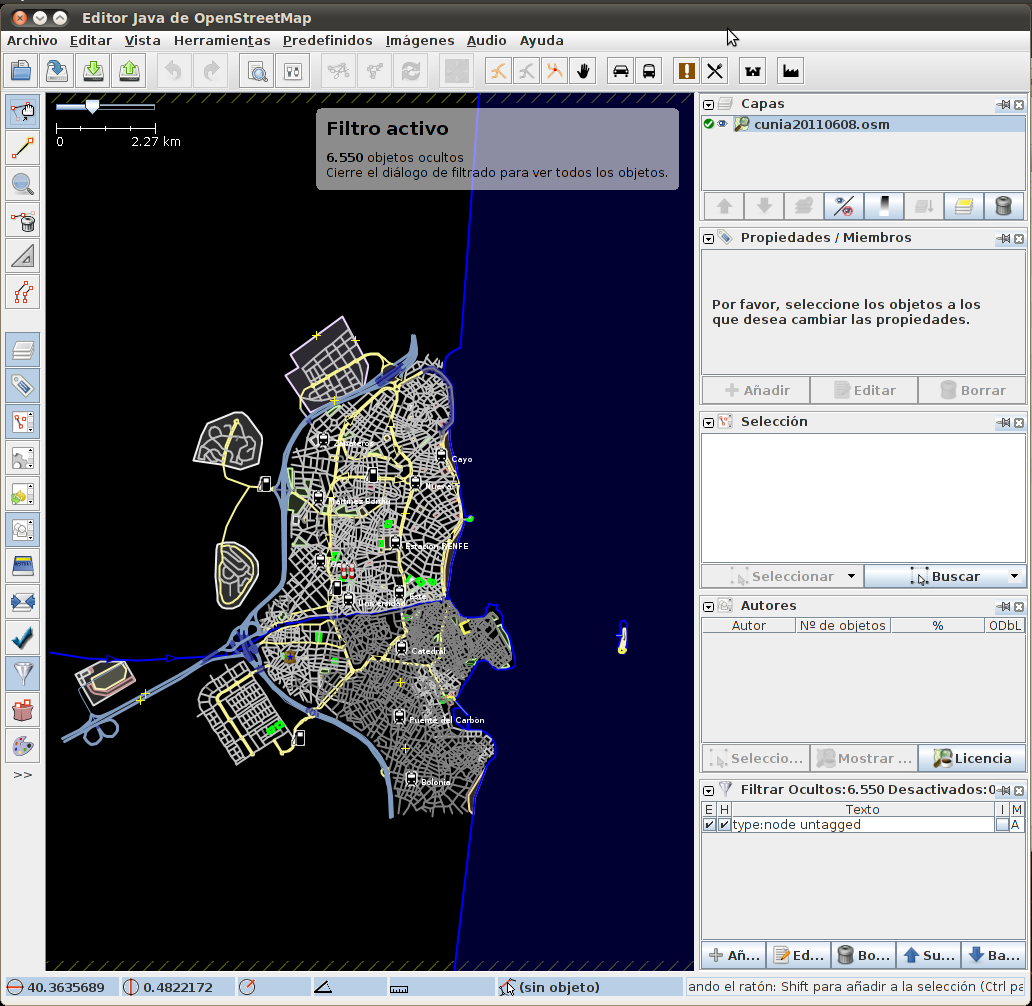 Editor Java de OpenStreetMap
Archivo Editar Vista Herramientas Predefinidos Imágenes Audio Ayuda
0 2.27 km
Filtro activo
6.550 objetos ocultos
Cierre el diálogo de filtrado para ver todos los objetos.
Cayo
Estacion RENFE
Catedral
Puente del Carbon
Bolonia
>>
Capas
cunia20110608.osm
Propiedades / Miembros
Por favor, seleccione los objetos a los
que desea cambiar las propiedades.
Añadir Editar Borrar
Selección
Seleccionar Buscar
Autores
Autor Nº de objetos % ODbL
Seleccio... Mostrar ... Licencia
Filtrar Ocultos:6.550 Desactivados:0
E H Texto I M
type:node untagged A
Añ... Ed... Bo... Su... Ba...
40.3635689 0.4822172 (sin objeto) ando el ratón: Shift para añadir a la selección (Ctrl pa